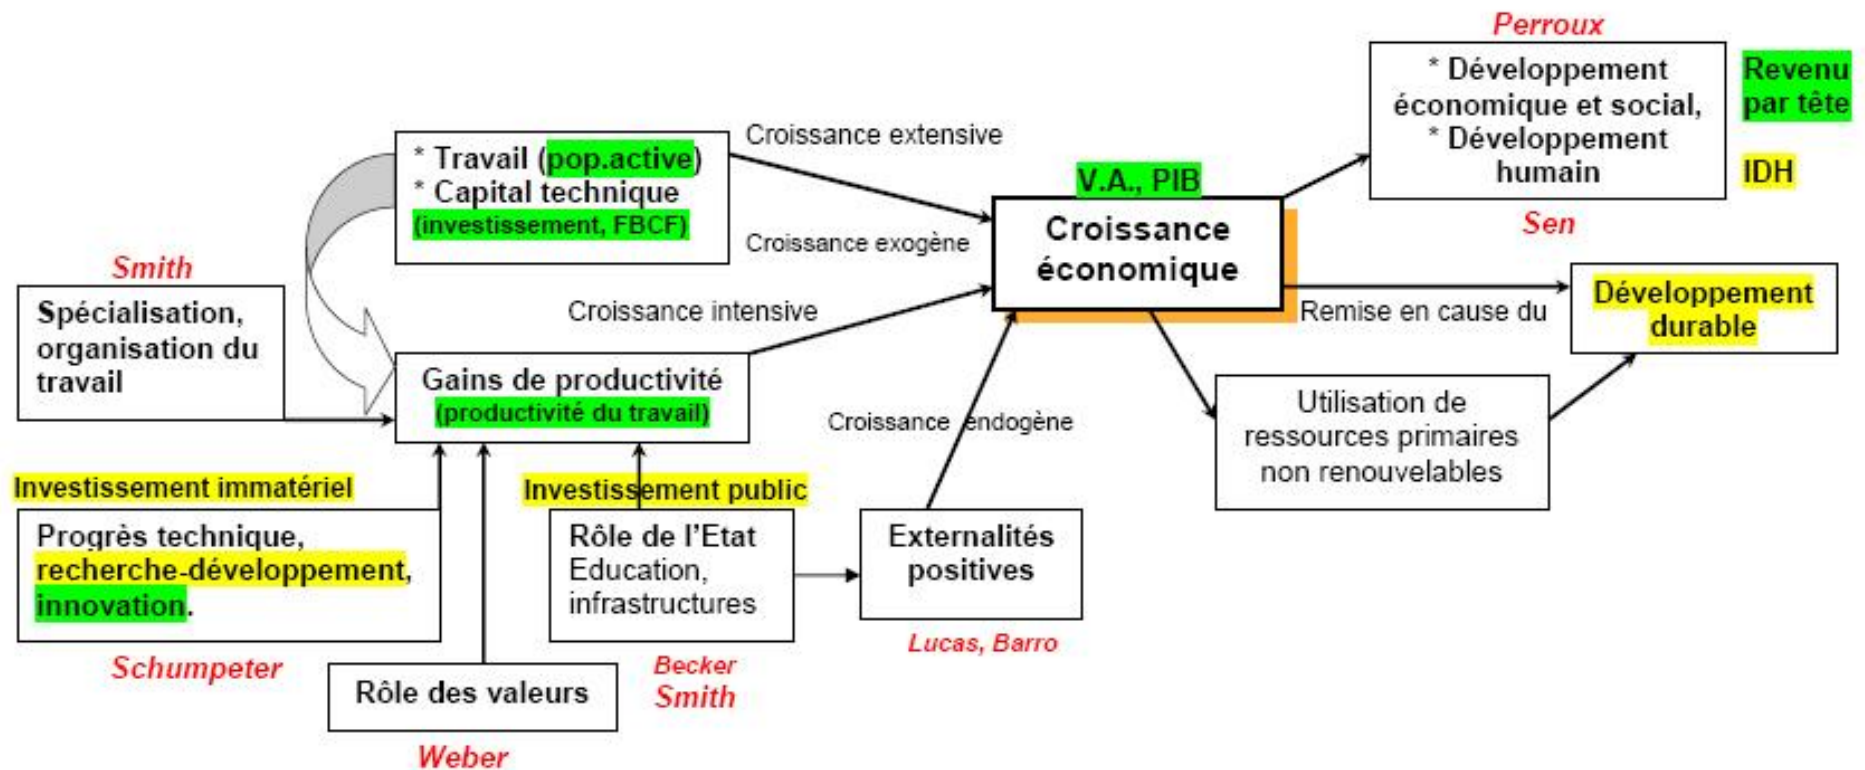 Perroux
* Développement
économique et social,
* Développement
humain
Revenu
par tête
IDH
Sen
Croissance extensive
* Travail (pop.active)
* Capital technique
(investissement, FBCF)
V.A., PIB
Croissance
économique
Croissance exogène
Smith
Spécialisation,
organisation du
travail
Croissance intensive
Remise en cause du
Développement
durable
Gains de productivité
(productivité du travail)
Croissance endogène
Utilisation de
ressources primaires
non renouvelables
Investissement immatériel
Progrès technique,
recherche-développement,
innovation.
Schumpeter
Investissement public
Rôle de l'Etat
Education,
infrastructures
Becker
Smith
Externalités
positives
Lucas, Barro
Rôle des valeurs
Weber